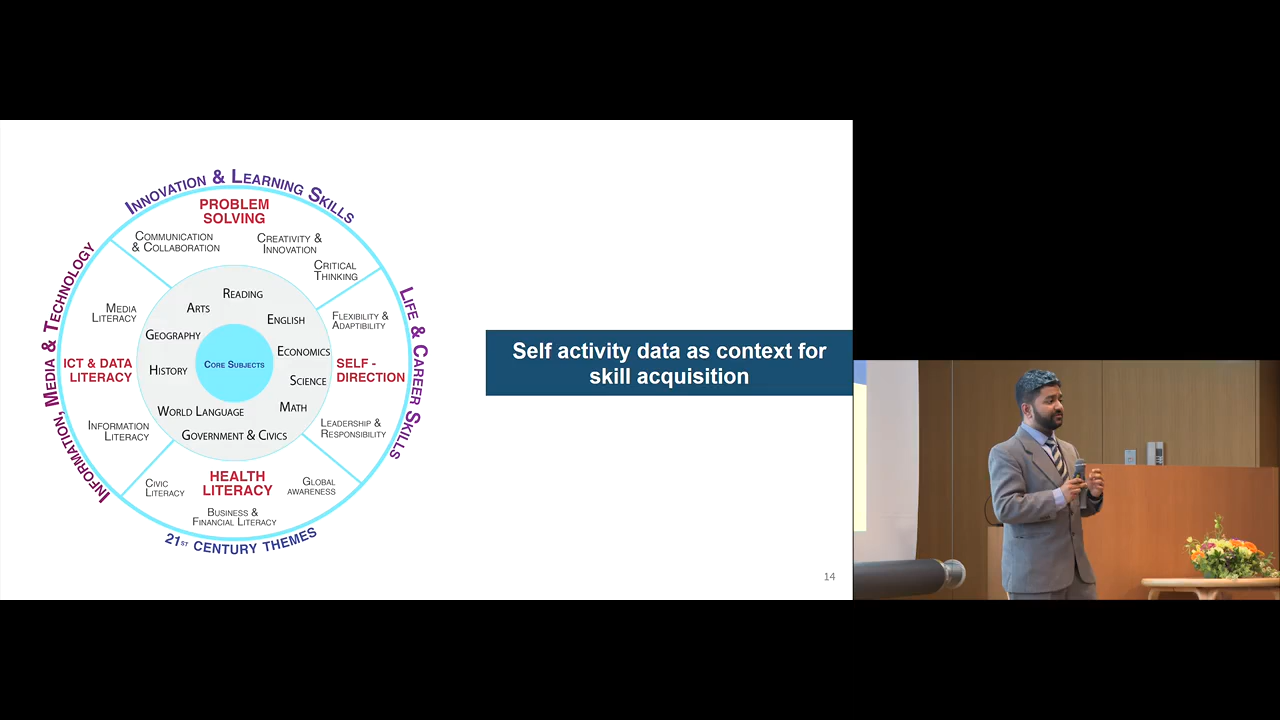 INNOVATION & LEARNING SKILLS
PROBLEM
SOLVING
COMMUNICATION
& COLLABORATION
CREATIVITY &
INNOVATION
CRITICAL
THINKING
INFORMATION, MEDIA & TECHNOLOGY
MEDIA
LITERACY
ICT & DATA
LITERACY
INFORMATION
LITERACY
READING
ARTS
ENGLISH
GEOGRAPHY
ECONOMICS
CORE SUBJECTS
HISTORY
SCIENCE
MATH
WORLD LANGUAGE
GOVERNMENT & CIVICS
LIFE & CAREER SKILLS
FLEXIBILITY &
ADAPTIBILITY
SELF -
DIRECTION
LEADERSHIP &
RESPONSIBILITY
HEALTH
LITERACY
CIVIC
LITERACY
GLOBAL
AWARENESS
BUSINESS &
FINANCIAL LITERACY
21ST CENTURY THEMES
Self activity data as context for
skill acquisition
14